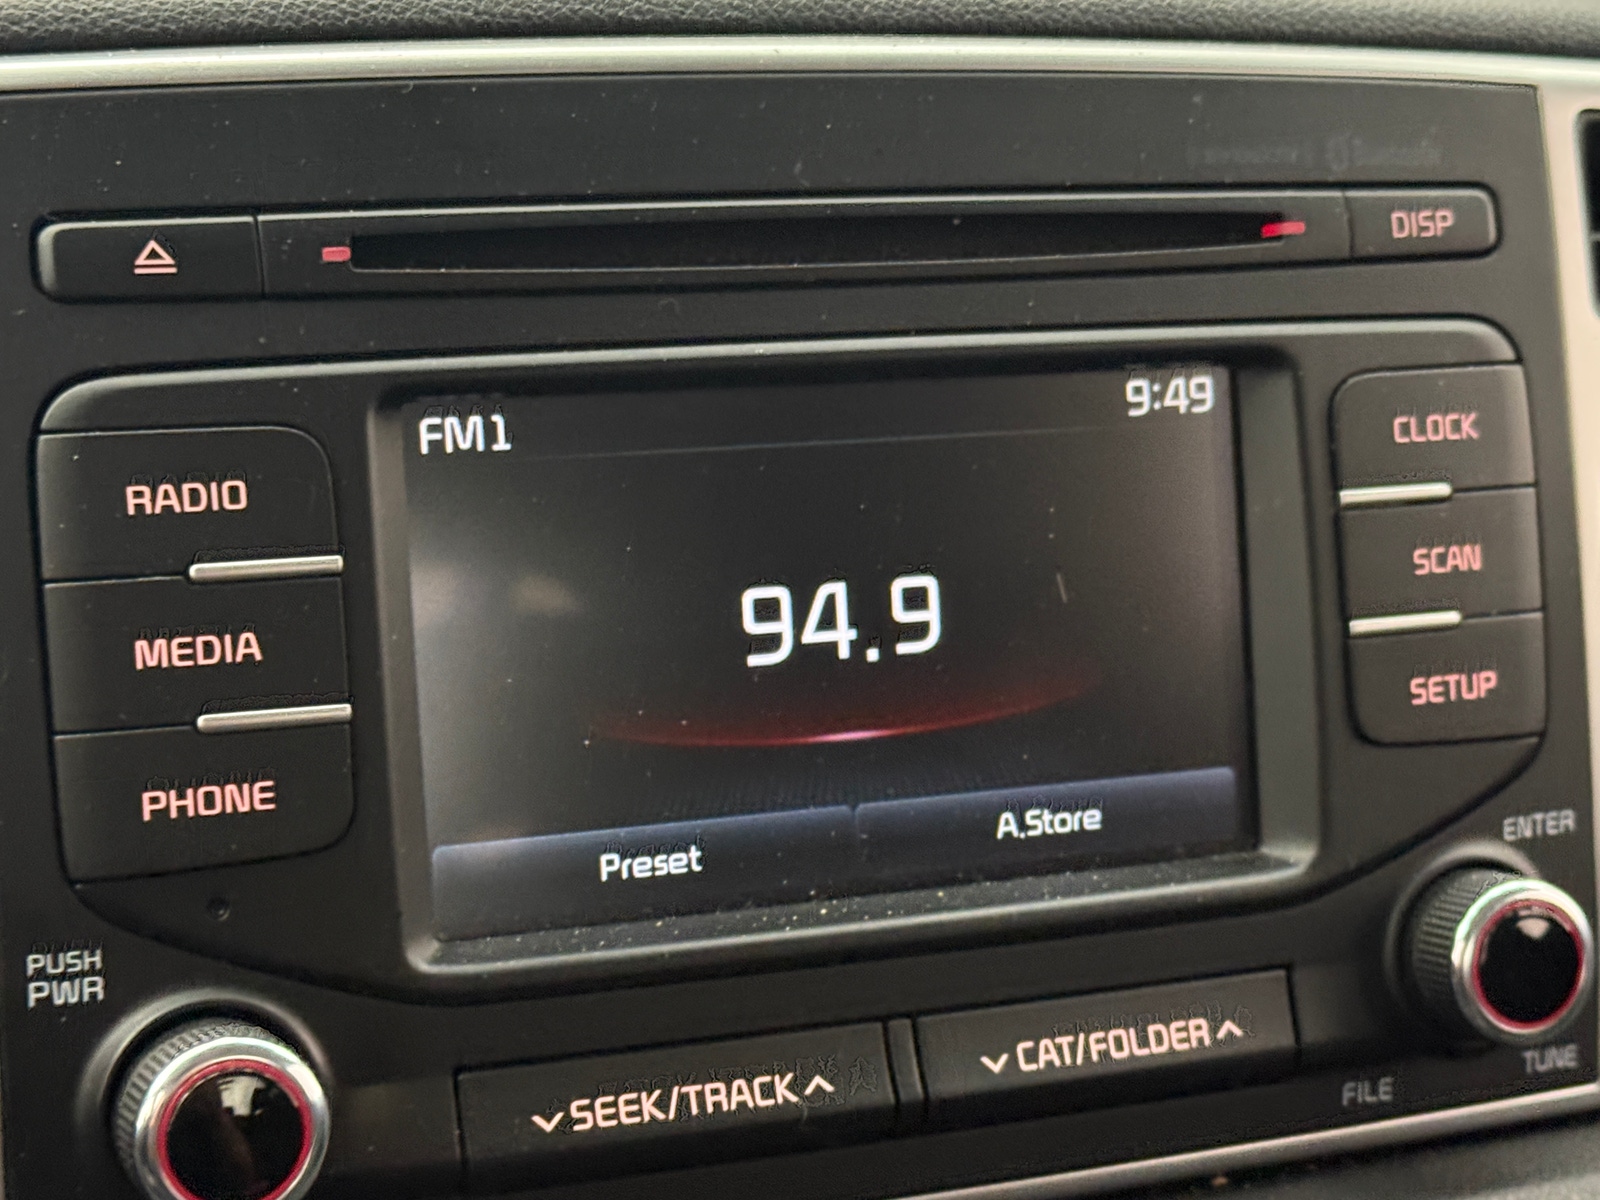 DISP
FM1
9:49
CLOCK
RADIO
SCAN
94.9
MEDIA
SETUP
PHONE
A.Store
Preset
ENTER
PUSH
PWR
CAT/FOLDER
SEEK/TRACK
TUNE
FILE